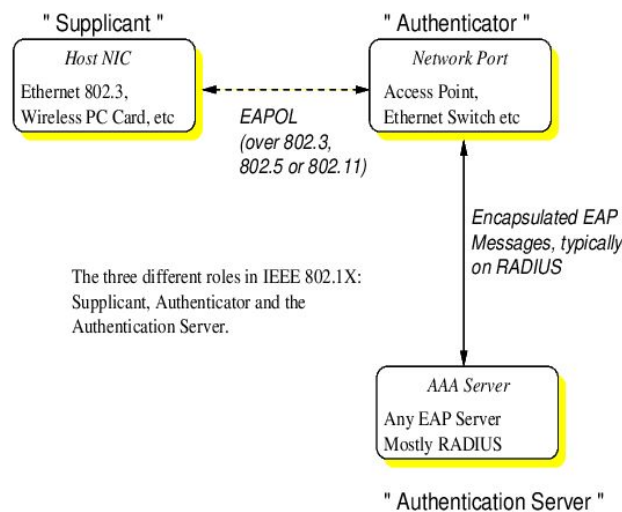 " Supplicant "
Host NIC
Ethernet 802.3,
Wireless PC Card, etc
EAPOL
(over 802.3,
802.5 or 802.11)
" Authenticator "
Network Port
Access Point,
Ethernet Switch etc
Encapsulated EAP
Messages, typically
on RADIUS
The three different roles in IEEE 802.1X:
Supplicant, Authenticator and the
Authentication Server.
AAA Server
Any EAP Server
Mostly RADIUS
" Authentication Server "